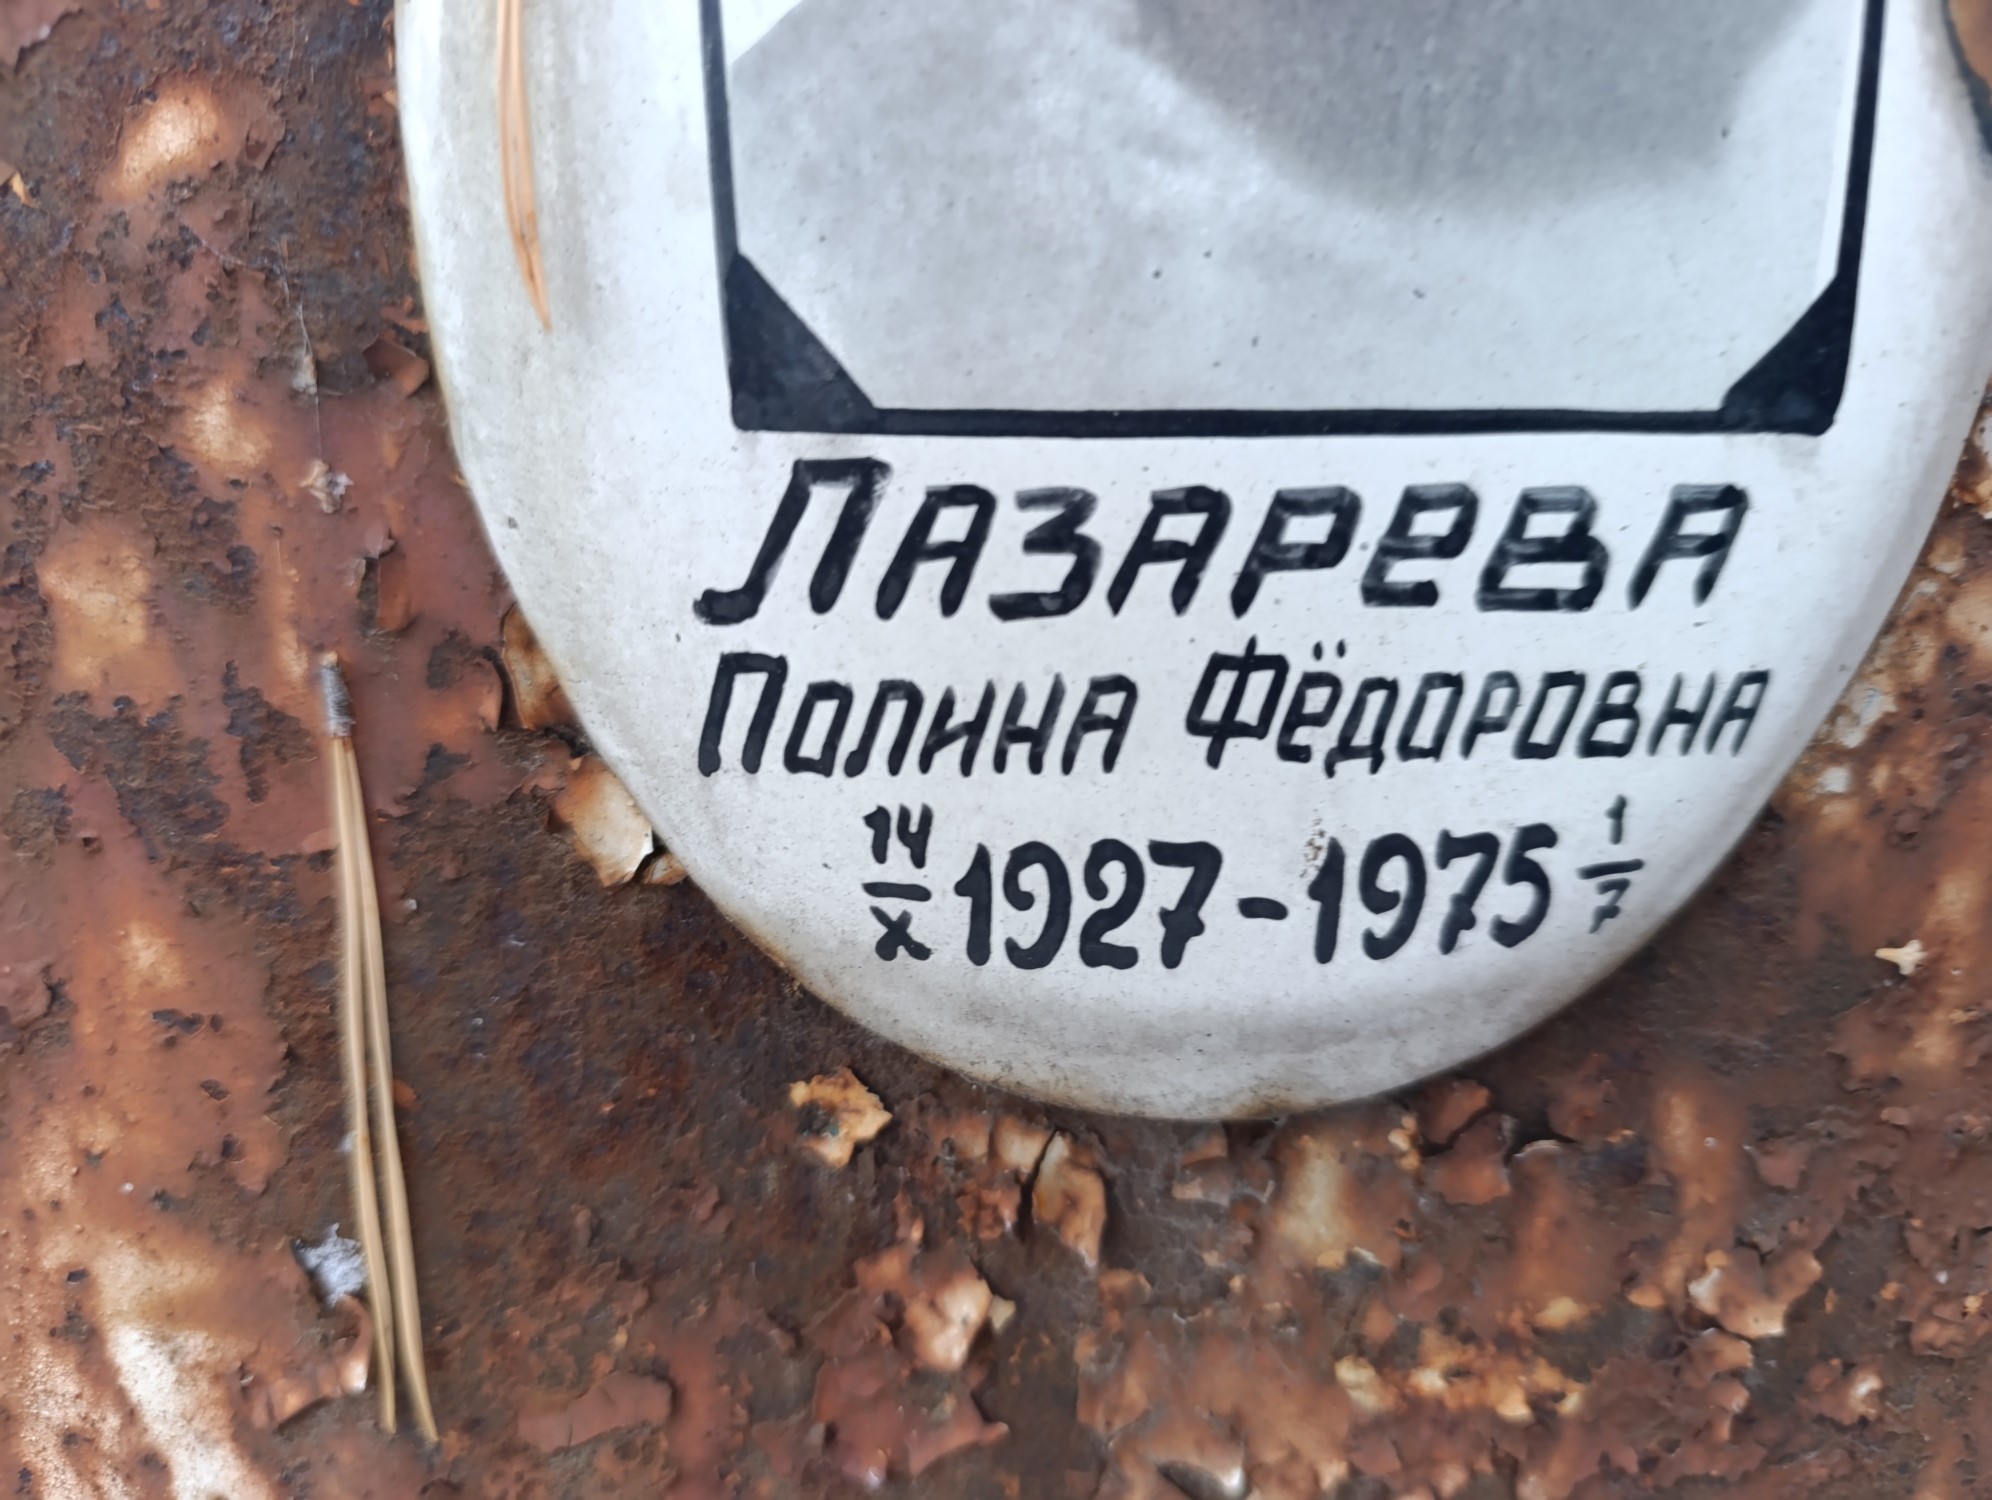 Лазарева
Полина Фёдоровна
14/X 1927 - 1975 1/7